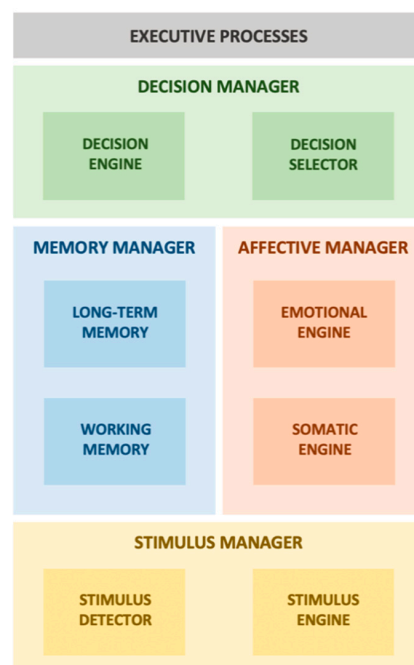 EXECUTIVE PROCESSES
DECISION MANAGER
DECISION
ENGINE
DECISION
SELECTOR
MEMORY MANAGER
LONG-TERM
MEMORY
WORKING
MEMORY
AFFECTIVE MANAGER
EMOTIONAL
ENGINE
SOMATIC
ENGINE
STIMULUS MANAGER
STIMULUS
DETECTOR
STIMULUS
ENGINE